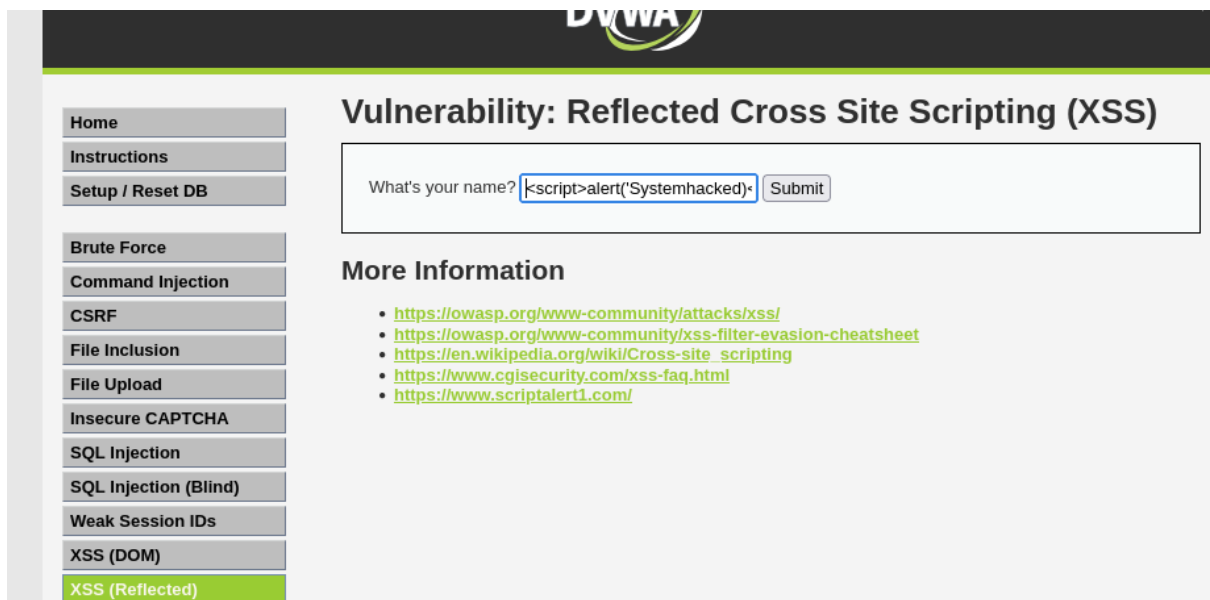 DVWA
Vulnerability: Reflected Cross Site Scripting (XSS)
Home
Instructions
Setup / Reset DB
Brute Force
Command Injection
CSRF
File Inclusion
File Upload
Insecure CAPTCHA
SQL Injection
SQL Injection (Blind)
Weak Session IDs
XSS (DOM)
XSS (Reflected)
What's your name? <script>alert('Systemhacked)< Submit
More Information
• https://owasp.org/www-community/attacks/xss/
• https://owasp.org/www-community/xss-filter-evasion-cheatsheet
• https://en.wikipedia.org/wiki/Cross-site_scripting
• https://www.cgisecurity.com/xss-faq.html
• https://www.scriptalert1.com/